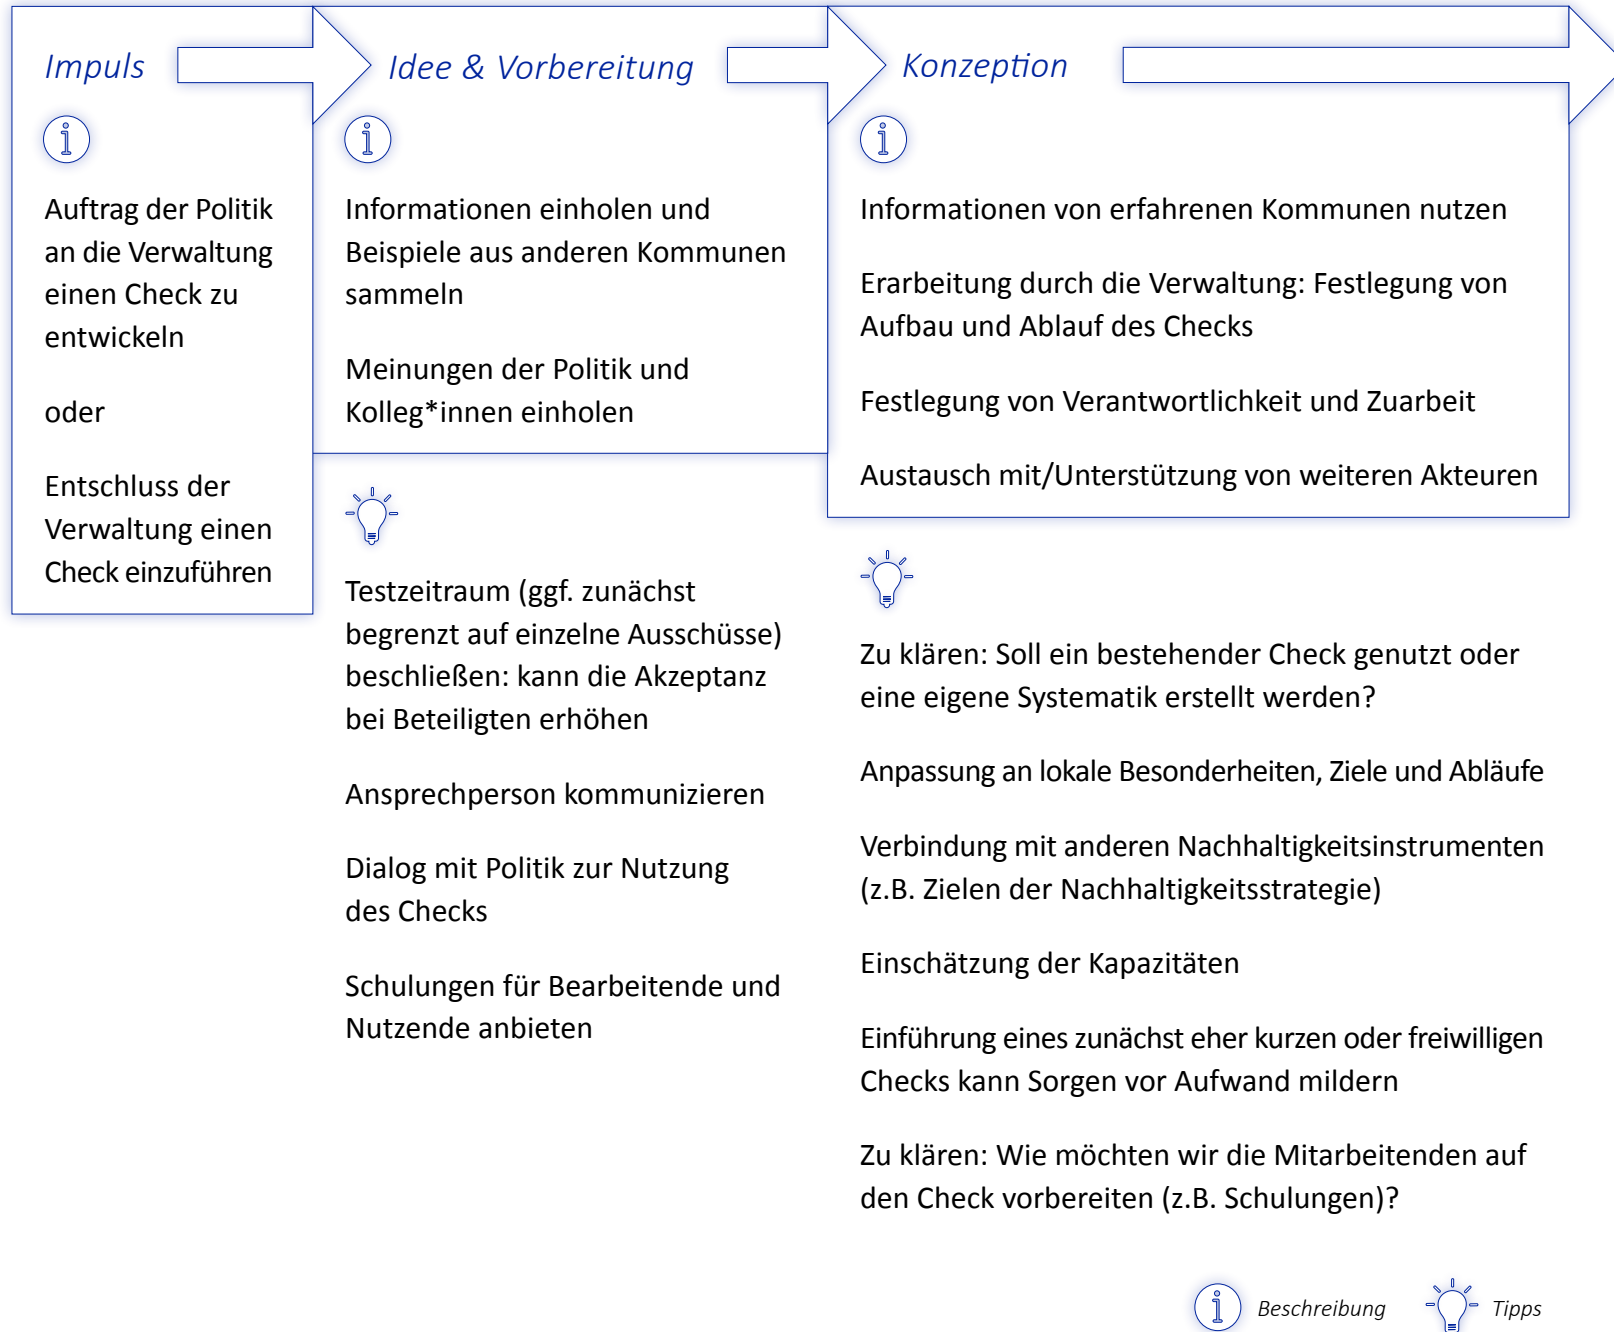 Impuls
Auftrag der Politik
an die Verwaltung
einen Check zu
entwickeln
oder
Entschluss der
Verwaltung einen
Check einzuführen
Idee & Vorbereitung
Informationen einholen und
Beispiele aus anderen Kommunen
sammeln
Meinungen der Politik und
Kolleg*innen einholen
Testzeitraum (ggf. zunächst
begrenzt auf einzelne Ausschüsse)
beschließen: kann die Akzeptanz
bei Beteiligten erhöhen
Ansprechperson kommunizieren
Dialog mit Politik zur Nutzung
des Checks
Schulungen für Bearbeitende und
Nutzende anbieten
Konzeption
Informationen von erfahrenen Kommunen nutzen
Erarbeitung durch die Verwaltung: Festlegung von
Aufbau und Ablauf des Checks
Festlegung von Verantwortlichkeit und Zuarbeit
Austausch mit/Unterstützung von weiteren Akteuren
Zu klären: Soll ein bestehender Check genutzt oder
eine eigene Systematik erstellt werden?
Anpassung an lokale Besonderheiten, Ziele und Abläufe
Verbindung mit anderen Nachhaltigkeitsinstrumenten
(z.B. Zielen der Nachhaltigkeitsstrategie)
Einschätzung der Kapazitäten
Einführung eines zunächst eher kurzen oder freiwilligen
Checks kann Sorgen vor Aufwand mildern
Zu klären: Wie möchten wir die Mitarbeitenden auf
den Check vorbereiten (z.B. Schulungen)?
Beschreibung
Tipps